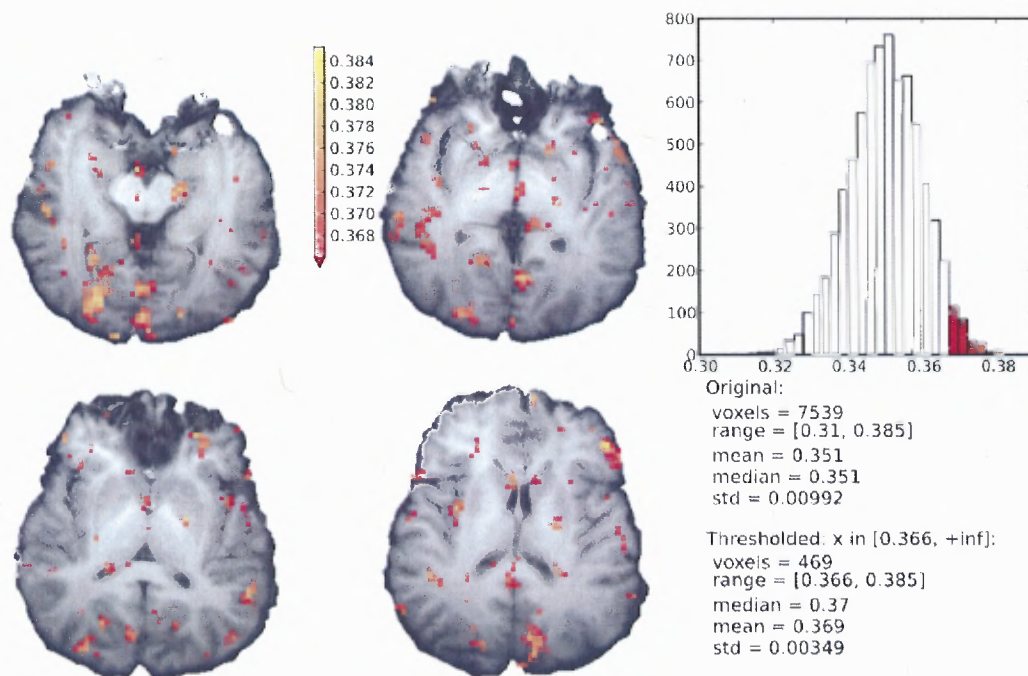 0.384
0.382
0.380
0.378
0.376
0.374
0.372
0.370
0.368
800
700
600
500
400
300
200
100
0
0.30 0.32 0.34 0.36 0.38
Original:
voxels = 7539
range = [0.31, 0.385]
mean = 0.351
median = 0.351
std = 0.00992
Thresholded: x in [0.366, +inf]:
voxels = 469
range = [0.366, 0.385]
median = 0.37
mean = 0.369
std = 0.00349